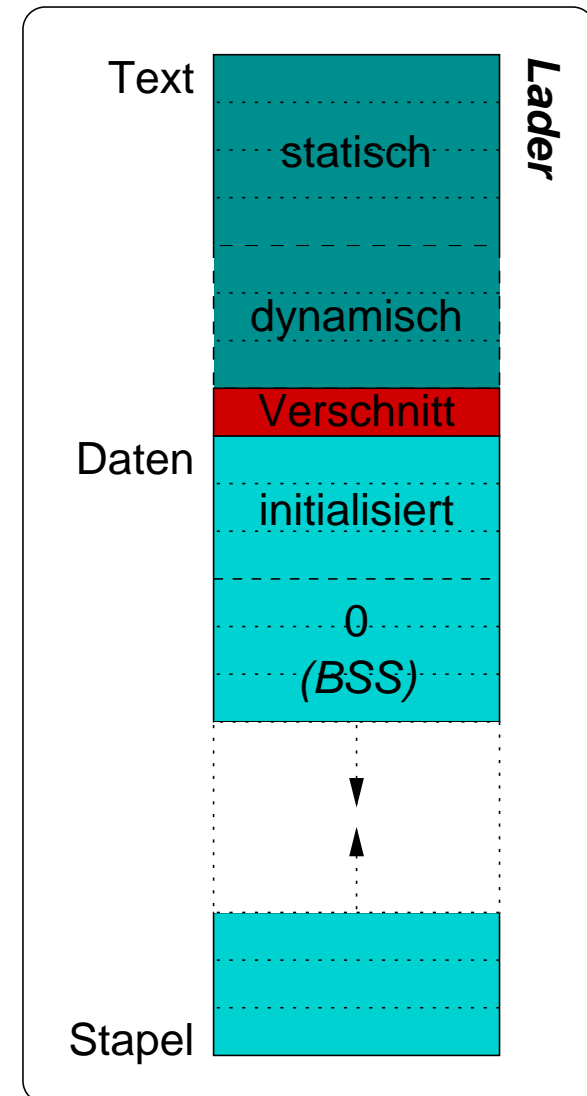 Text
Lader
statisch
dynamisch
Verschnitt
Daten
initialisiert
0
(BSS)
Stapel